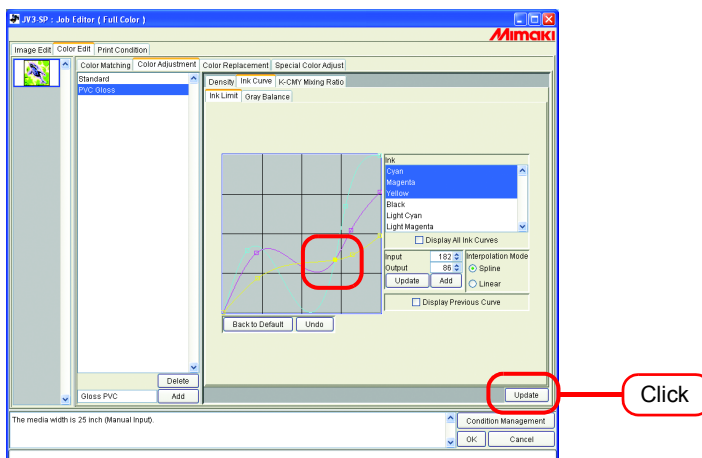 JV3-SP : Job Editor ( Full Color )
Mimaki
Image Edit Color Edit Print Condition
Color Matching Color Adjustment Color Replacement Special Color Adjust
Standard
PVC Gloss
Density Ink Curve K-CMY Mixing Ratio
Ink Limit Gray Balance
Ink
Cyan
Magenta
Yellow
Black
Light Cyan
Light Magenta
Display All Ink Curves
Input 182 Interpolation Mode
Output 86 Spline
Update Add Linear
Display Previous Curve
Back to Default Undo
Delete
Gloss PVC Add
Update
Click
The media width is 25 inch (Manual Input).
Condition Management
OK Cancel